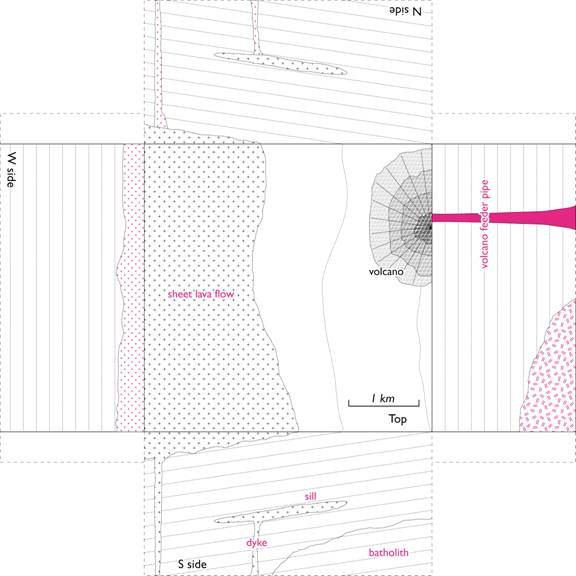 N side
W side
volcano feeder pipe
volcano
sheet lava flow
1 km
Top
sill
dyke
batholith
S side